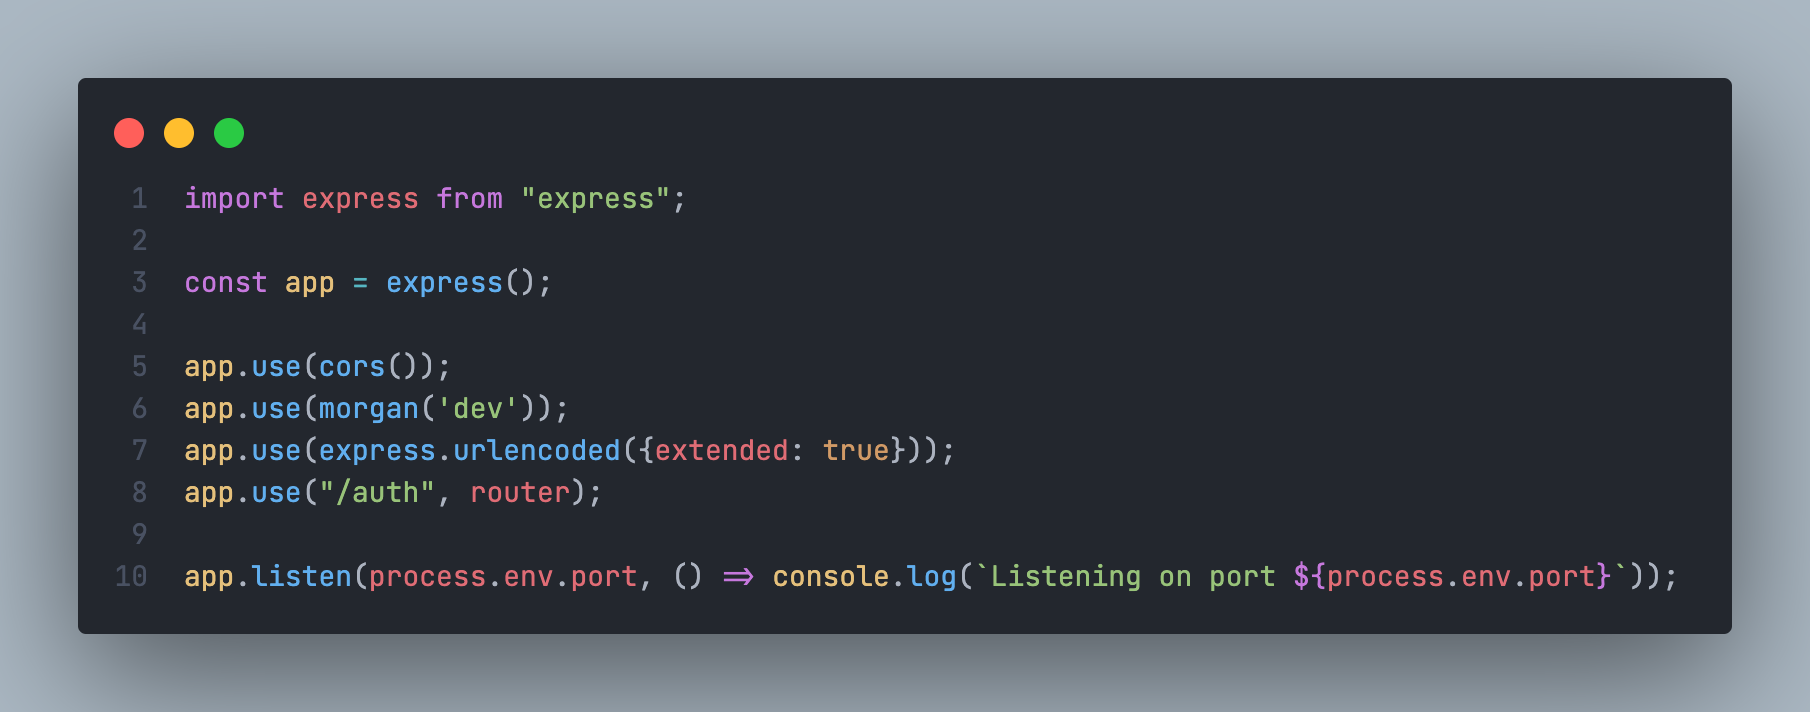 1 import express from "express";
2
3 const app = express();
4
5 app.use(cors());
6 app.use(morgan('dev'));
7 app.use(express.urlencoded({extended: true}));
8 app.use("/auth", router);
9
10 app.listen(process.env.port, () => console.log(`Listening on port ${process.env.port}`));